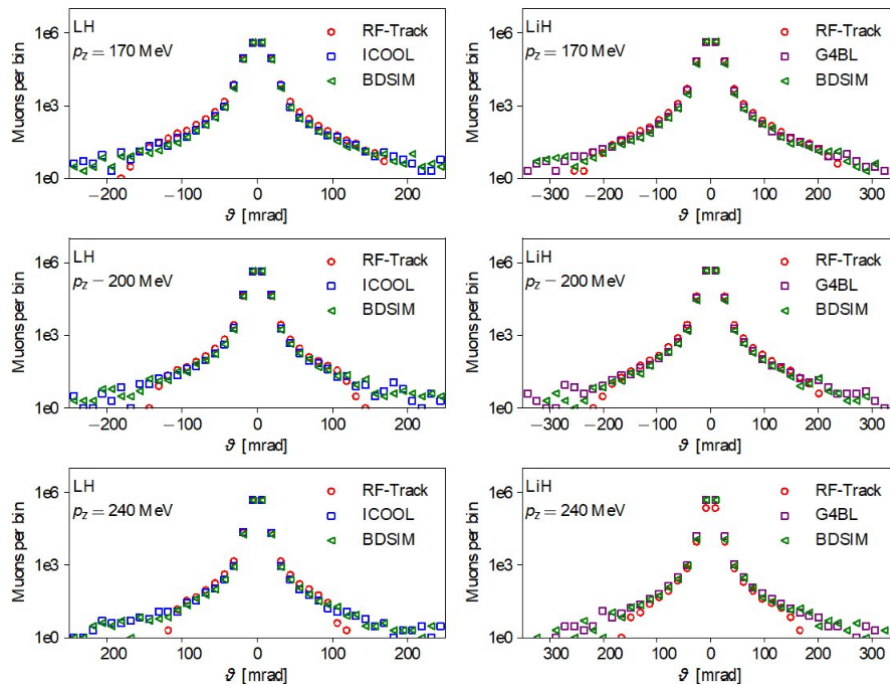 LH
p_z = 170 MeV
RF-Track
ICOOL
BDSIM
Muons per bin
1e6
1e3
1e0
−200 −100 0 100 200
ϑ [mrad]
LiH
p_z = 170 MeV
RF-Track
G4BL
BDSIM
Muons per bin
1e6
1e3
1e0
−300 −200 −100 0 100 200 300
ϑ [mrad]
LH
p_z − 200 MeV
RF-Track
ICOOL
BDSIM
Muons per bin
1e6
1e3
1e0
−200 −100 0 100 200
ϑ [mrad]
LiH
p_z − 200 MeV
RF-Track
G4BL
BDSIM
Muons per bin
1e6
1e3
1e0
−300 −200 −100 0 100 200 300
ϑ [mrad]
LH
p_z = 240 MeV
RF-Track
ICOOL
BDSIM
Muons per bin
1e6
1e3
1e0
−200 −100 0 100 200
ϑ [mrad]
LiH
p_z = 240 MeV
RF-Track
G4BL
BDSIM
Muons per bin
1e6
1e3
1e0
−300 −200 −100 0 100 200 300
ϑ [mrad]